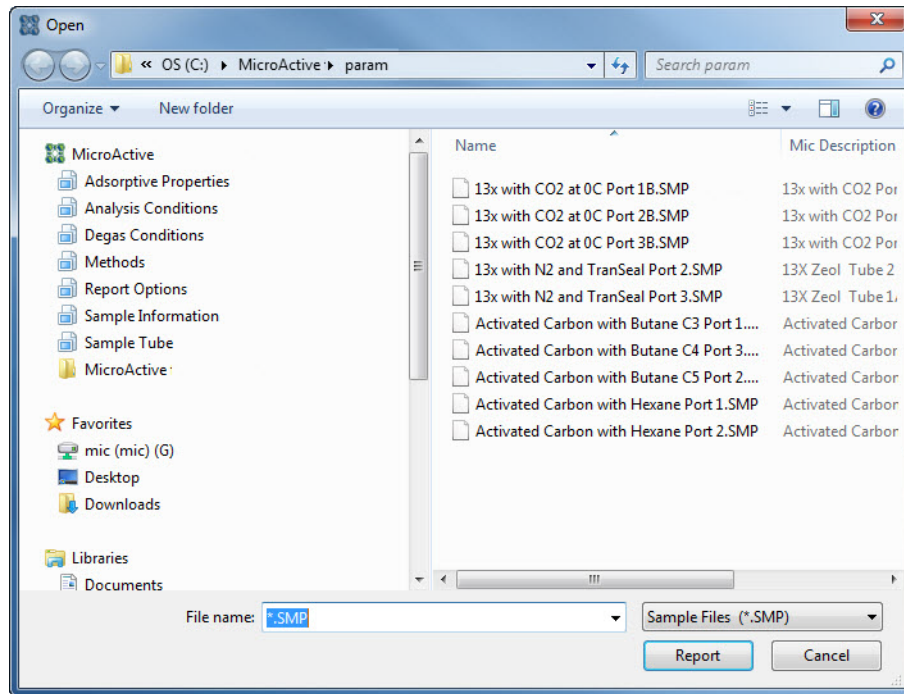 Open
« OS (C:) MicroActive param
Search param
Organize
New folder
MicroActive
Adsorptive Properties
Analysis Conditions
Degas Conditions
Methods
Report Options
Sample Information
Sample Tube
MicroActive
Favorites
mic (mic) (G)
Desktop
Downloads
Libraries
Documents
Name Mic Description
13x with CO2 at 0C Port 1B.SMP 13x with CO2 Por
13x with CO2 at 0C Port 2B.SMP 13x with CO2 Por
13x with CO2 at 0C Port 3B.SMP 13x with CO2 Por
13x with N2 and TranSeal Port 2.SMP 13X Zeol Tube 2
13x with N2 and TranSeal Port 3.SMP 13X Zeol Tube 1/
Activated Carbon with Butane C3 Port 1.... Activated Carbor
Activated Carbon with Butane C4 Port 3.... Activated Carbor
Activated Carbon with Butane C5 Port 2.... Activated Carbor
Activated Carbon with Hexane Port 1.SMP Activated Carbor
Activated Carbon with Hexane Port 2.SMP Activated Carbor
File name: *.SMP
Sample Files (*.SMP)
Report
Cancel